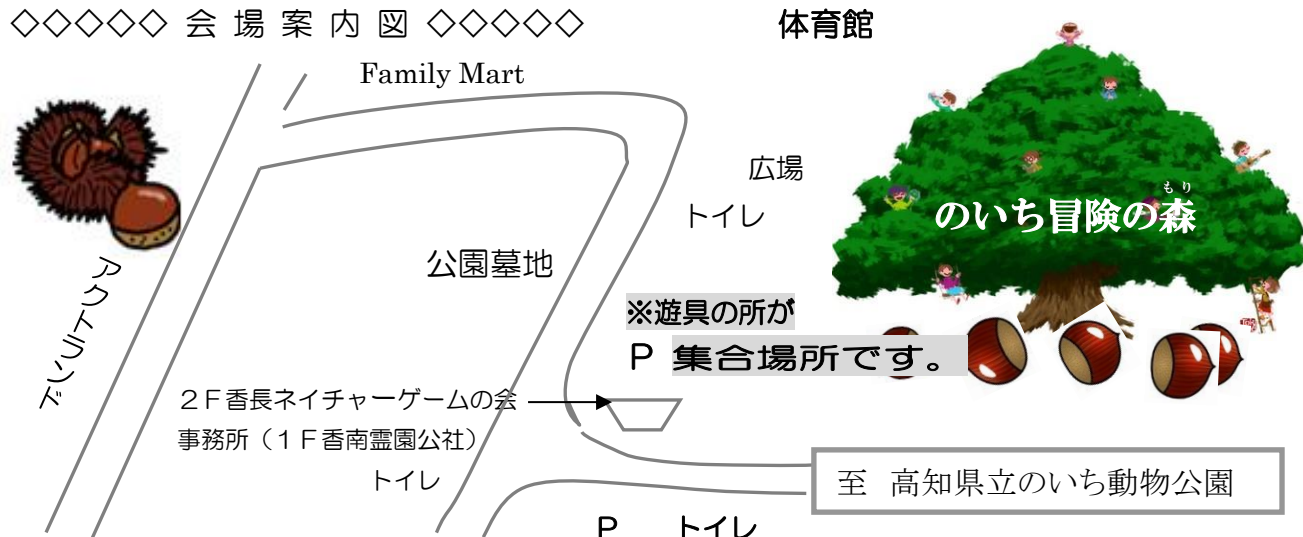 ◇◇◇◇◇ 会 場 案 内 図 ◇◇◇◇◇
体育館
Family Mart
広場
トイレ
もり
のいち冒険の森
公園墓地
アクトランド
※遊具の所が
P 集合場所です。
2F香長ネイチャーゲームの会
事務所(1F香南霊園公社)
トイレ
至 高知県立のいち動物公園
P トイレ